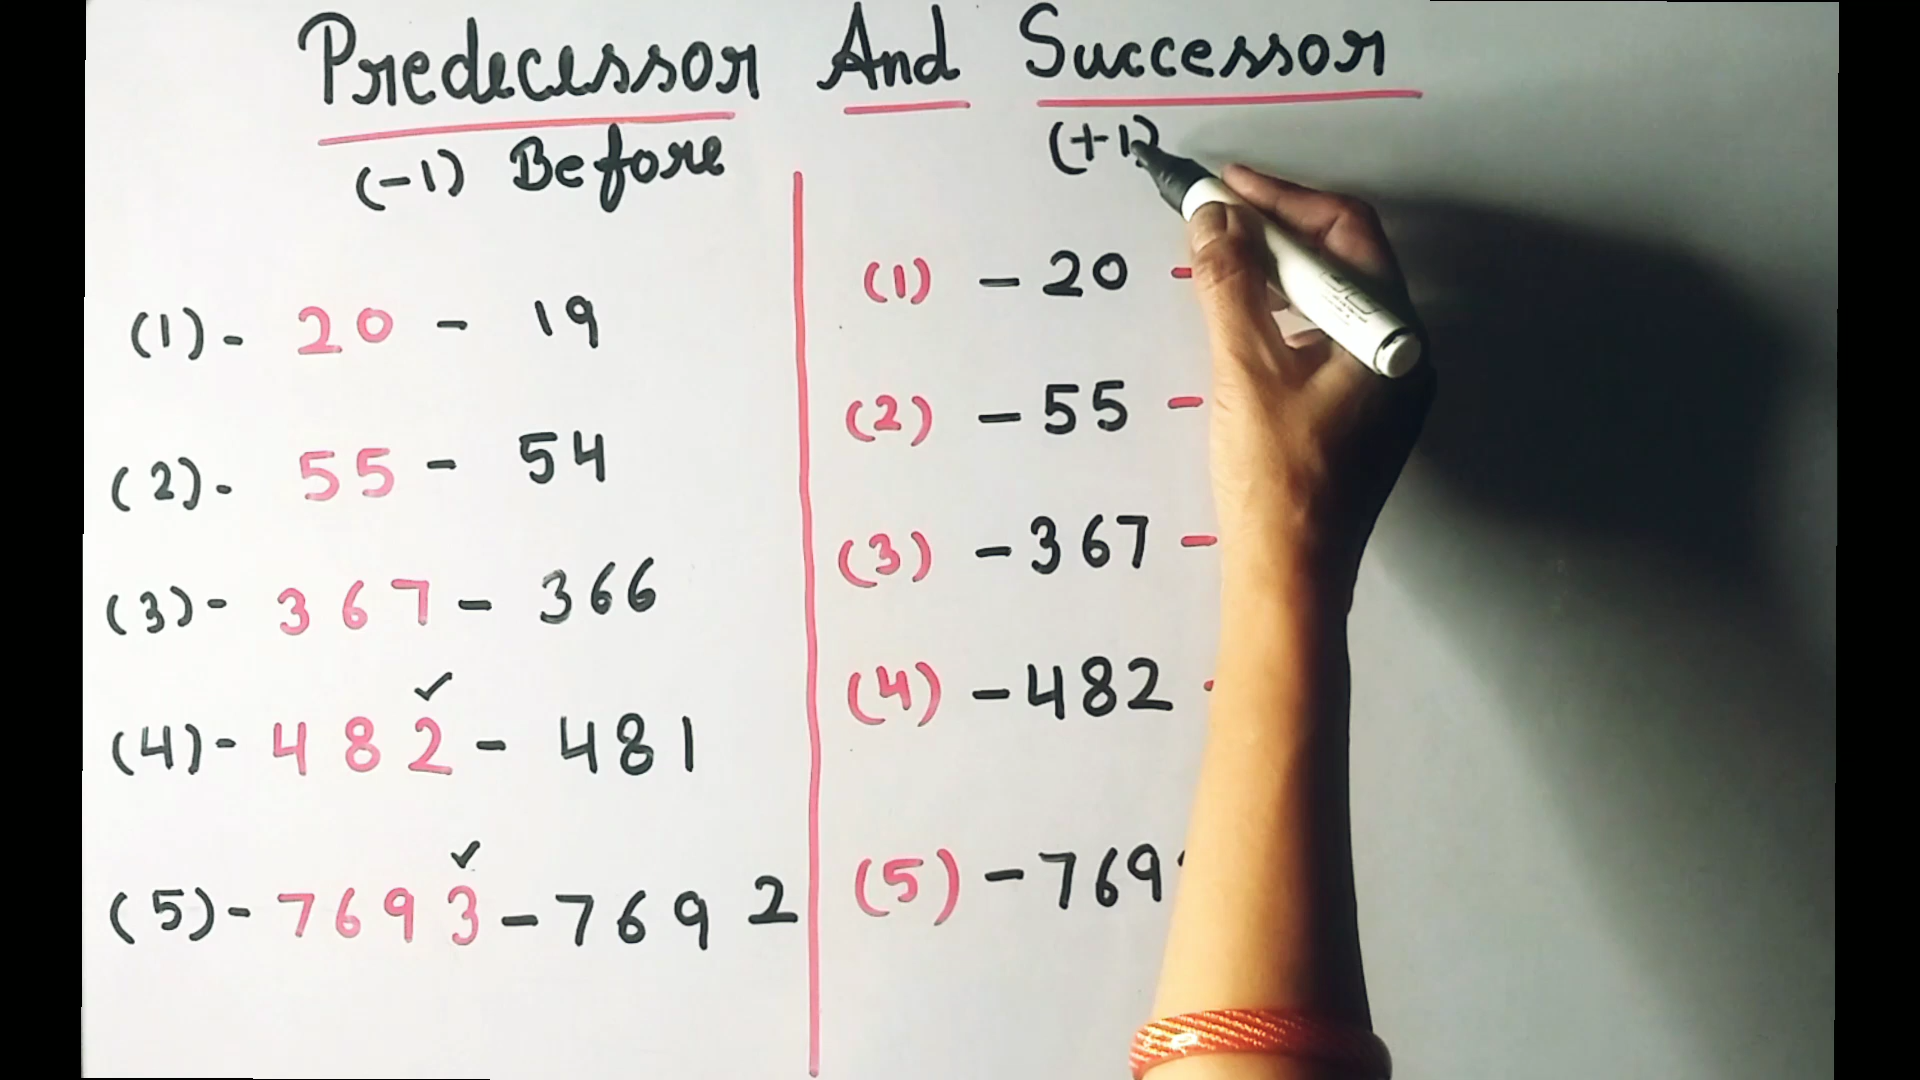 Predecessor And Successor
(-1) Before
(1) - 20 - 19
(2) - 55 - 54
(3) - 367 - 366
(4) - 482 - 481
(5) - 7693 - 7692
(+1)
(1) - 20 -
(2) - 55 -
(3) - 367 -
(4) - 482 -
(5) - 769